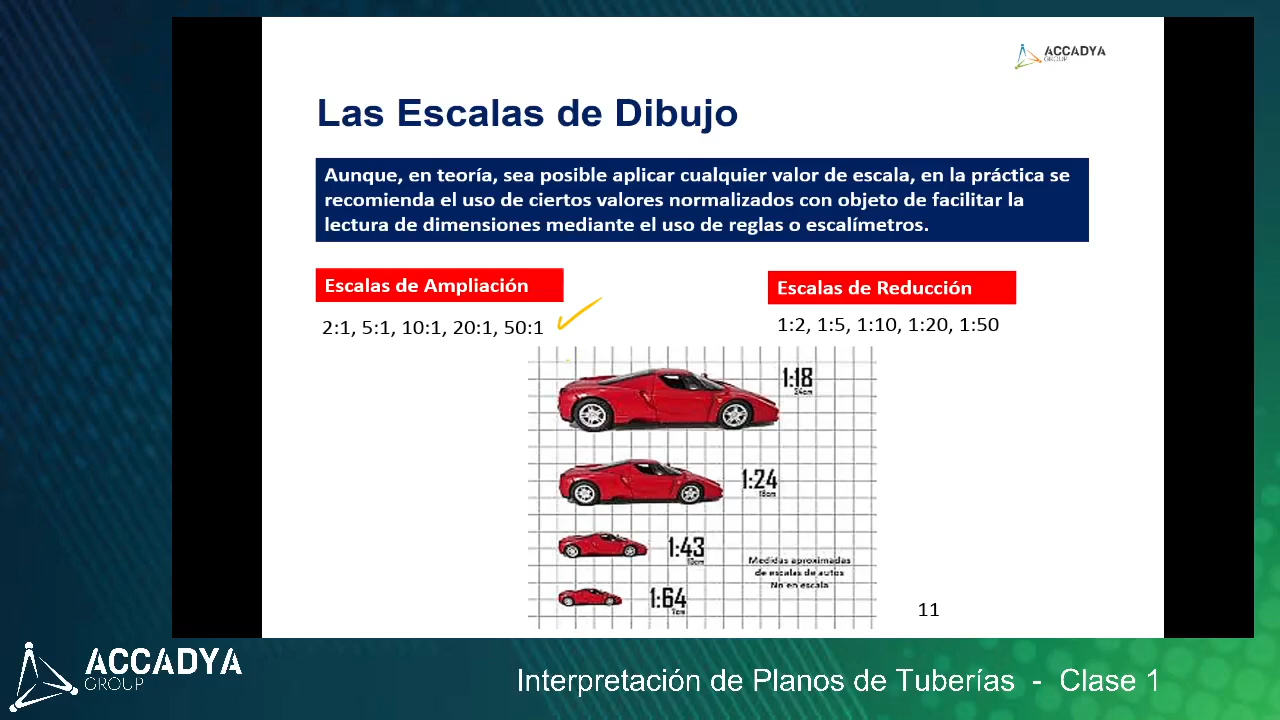 ACCADYA
GROUP
Las Escalas de Dibujo
Aunque, en teoría, sea posible aplicar cualquier valor de escala, en la práctica se
recomienda el uso de ciertos valores normalizados con objeto de facilitar la
lectura de dimensiones mediante el uso de reglas o escalímetros.
Escalas de Ampliación
Escalas de Reducción
2:1, 5:1, 10:1, 20:1, 50:1
1:2, 1:5, 1:10, 1:20, 1:50
1:18
24cm
1:24
18cm
1:43
10cm
Medidas aproximadas
de escalas de autos
No en escala
1:64
7cm
11
ACCADYA
GROUP
Interpretación de Planos de Tuberías - Clase 1